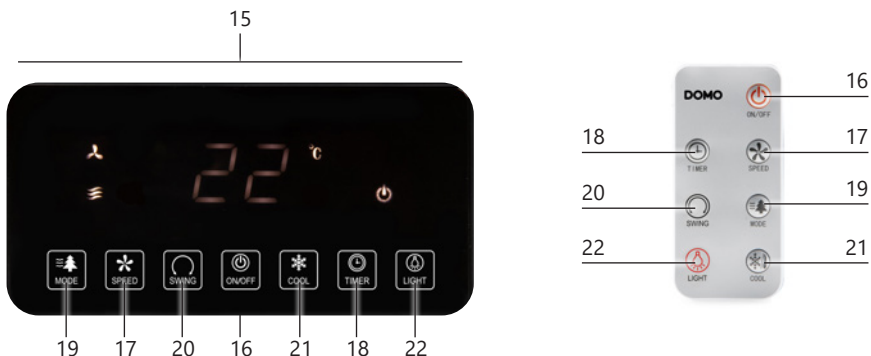 15
22 °C
MODE SPEED SWING ON/OFF COOL TIMER LIGHT
19 17 20 16 21 18 22
DOMO
16
ON/OFF
18
TIMER
17
SPEED
20
SWING
19
MODE
22
LIGHT
21
COOL